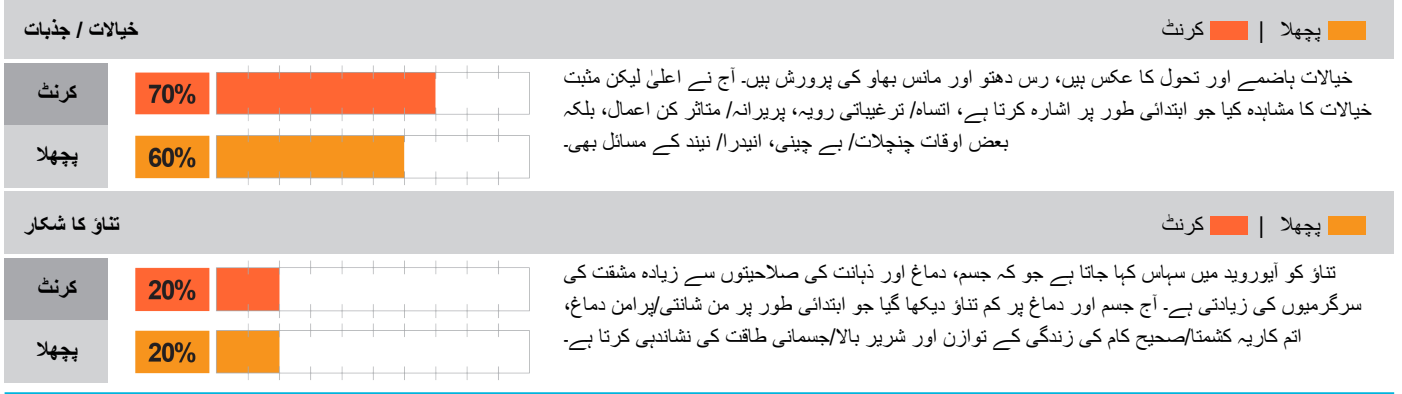 خیالات / جذبات
پچھلا | کرنٹ
کرنٹ
70%
پچھلا
60%
خیالات ہاضمے اور تحول کا عکس ہیں، رس دھتو اور مانس بھاو کی پرورش ہیں۔ آج نے اعلیٰ لیکن مثبت
خیالات کا مشاہدہ کیا جو ابتدائی طور پر اشارہ کرتا ہے، اتساہ/ ترغیباتی رویہ، پریرانہ/ متاثر کن اعمال، بلکہ
بعض اوقات چنچلات/ بے چینی، انیدرا/ نیند کے مسائل بھی۔
تناؤ کا شکار
پچھلا | کرنٹ
کرنٹ
20%
پچھلا
20%
تناؤ کو آیوروید میں سہاس کہا جاتا ہے جو کہ جسم، دماغ اور ذہانت کی صلاحیتوں سے زیادہ مشقت کی
سرگرمیوں کی زیادتی ہے۔ آج جسم اور دماغ پر کم تناؤ دیکھا گیا جو ابتدائی طور پر من شانتی/پرامن دماغ،
اتم کاریہ کشمتا/صحیح کام کی زندگی کے توازن اور شریر بالا/جسمانی طاقت کی نشاندہی کرتا ہے۔